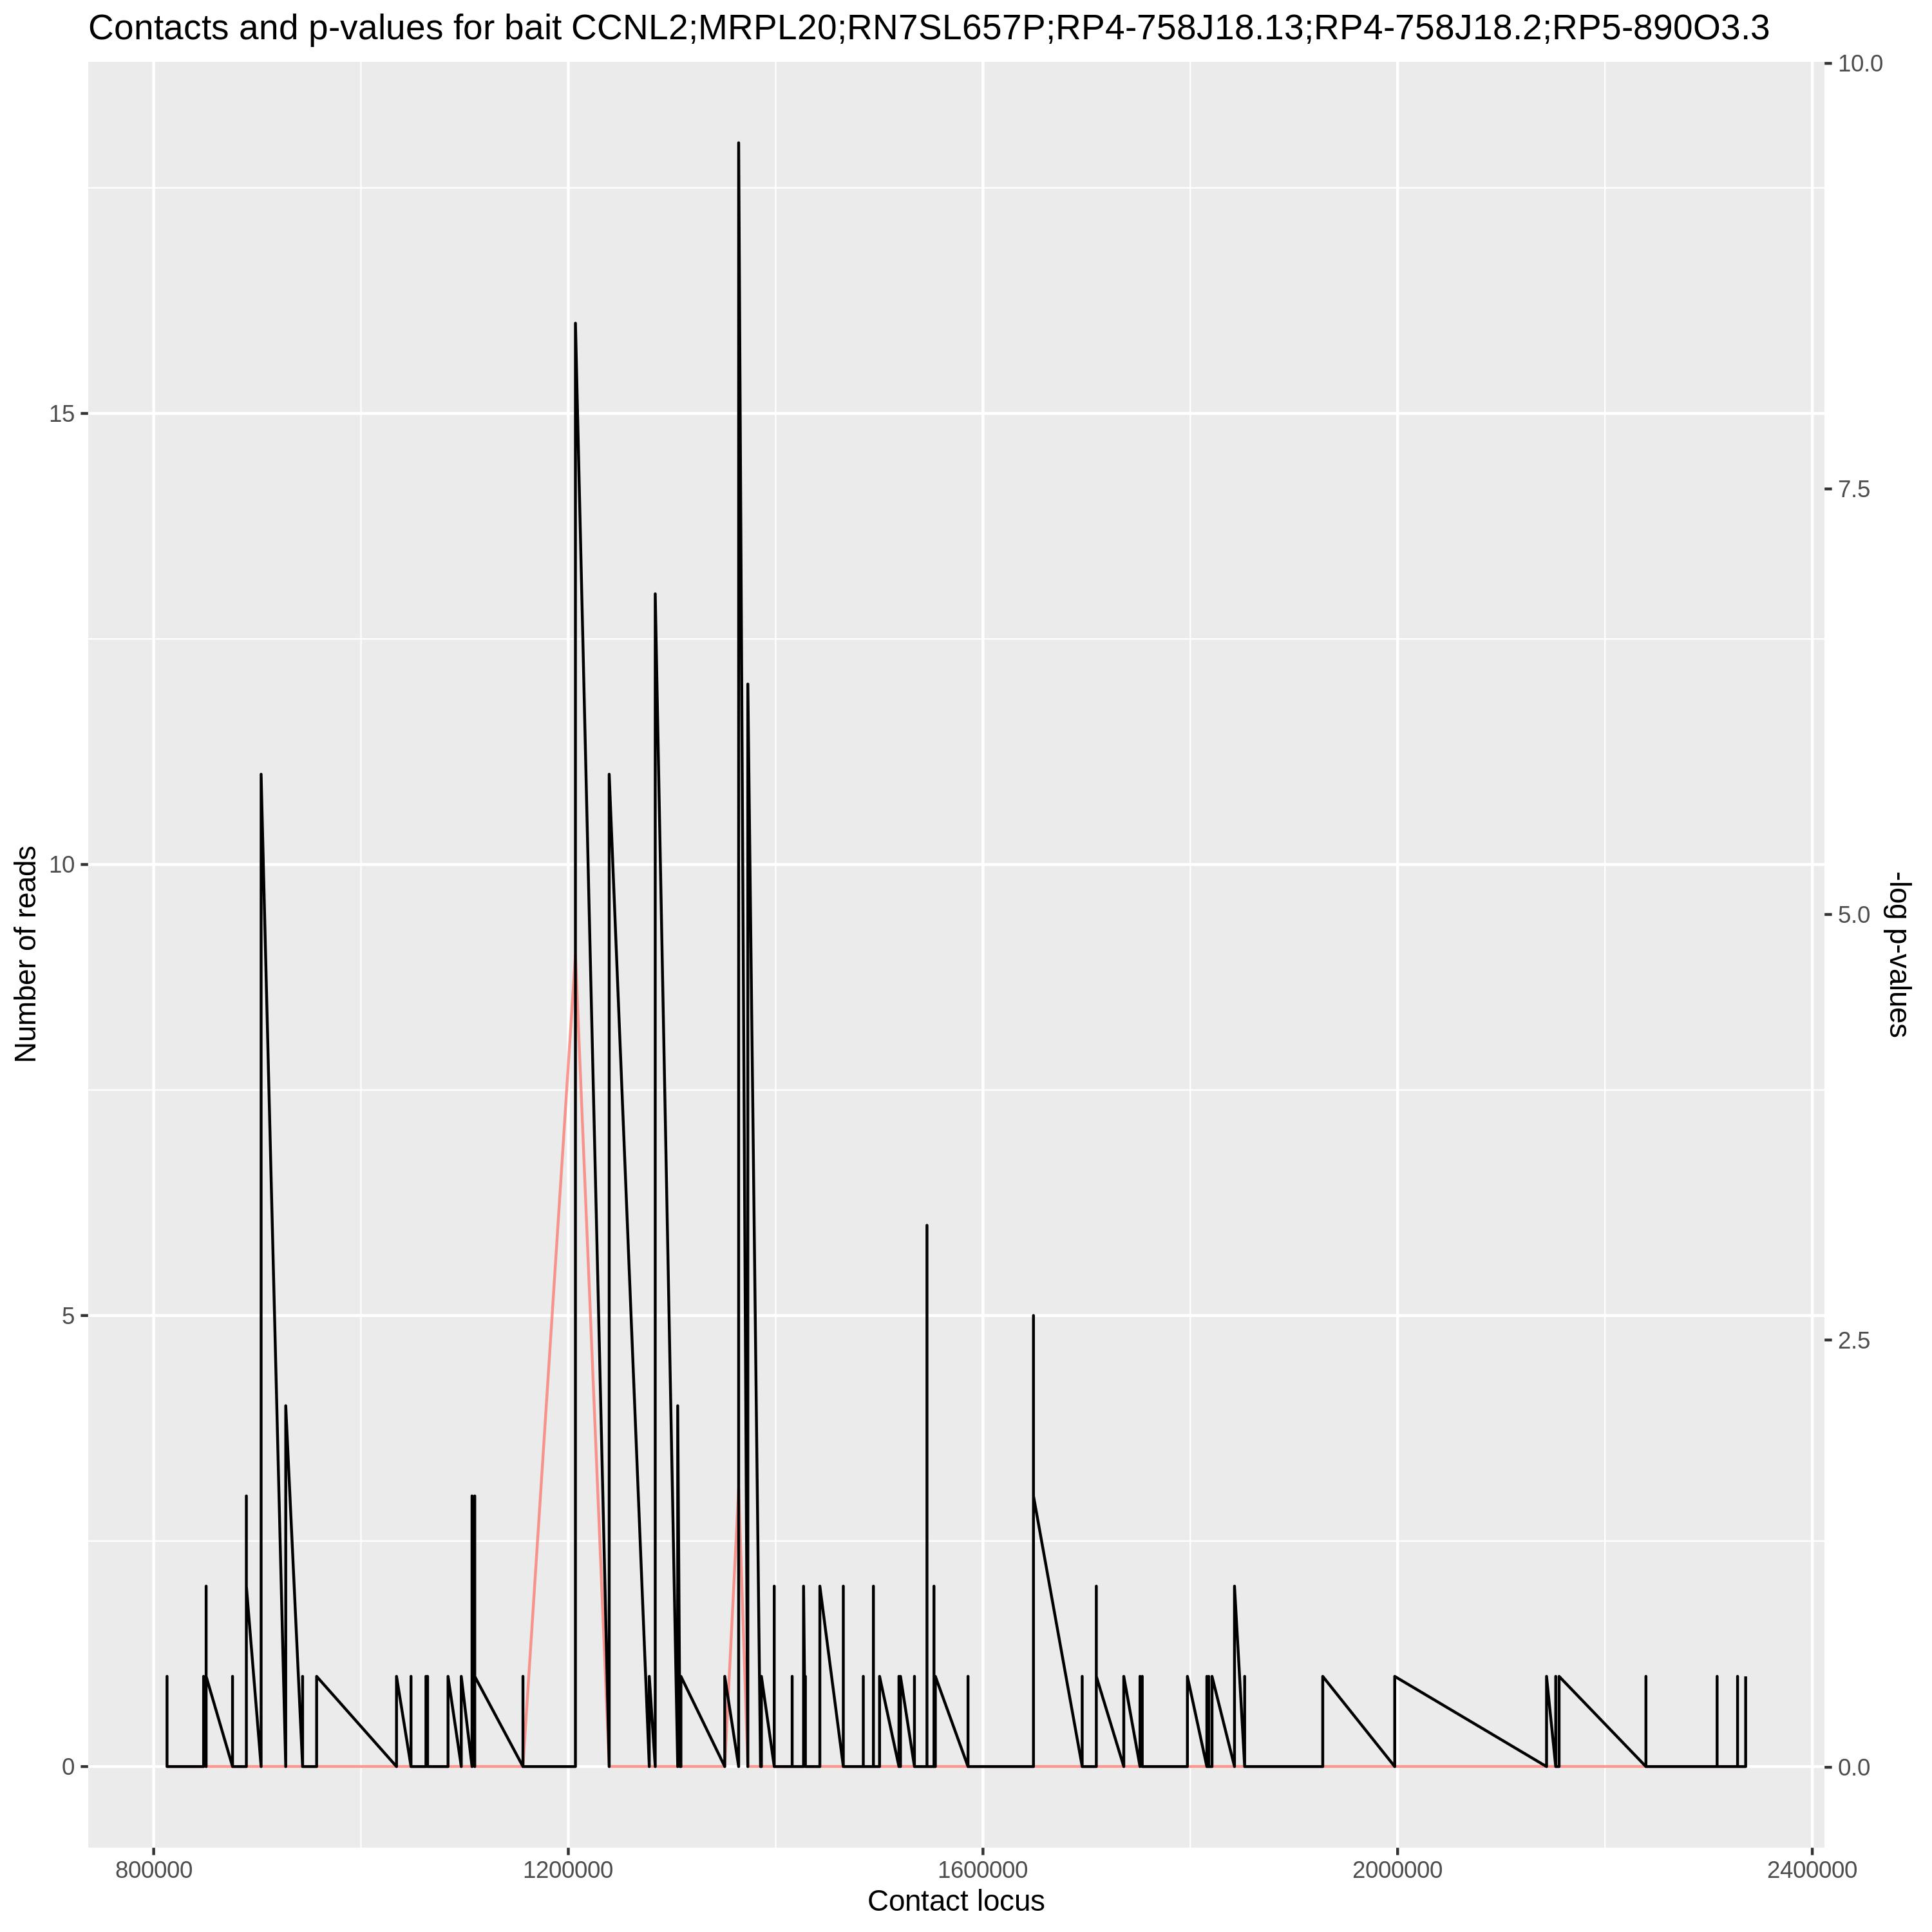 Contacts and p-values for bait CCNL2;MRPL20;RN7SL657P;RP4-758J18.13;RP4-758J18.2;RP5-890O3.3
10.0
15
7.5
10
5.0
Number of reads
-log p-values
5
2.5
0
0.0
800000 1200000 1600000 2000000 2400000
Contact locus